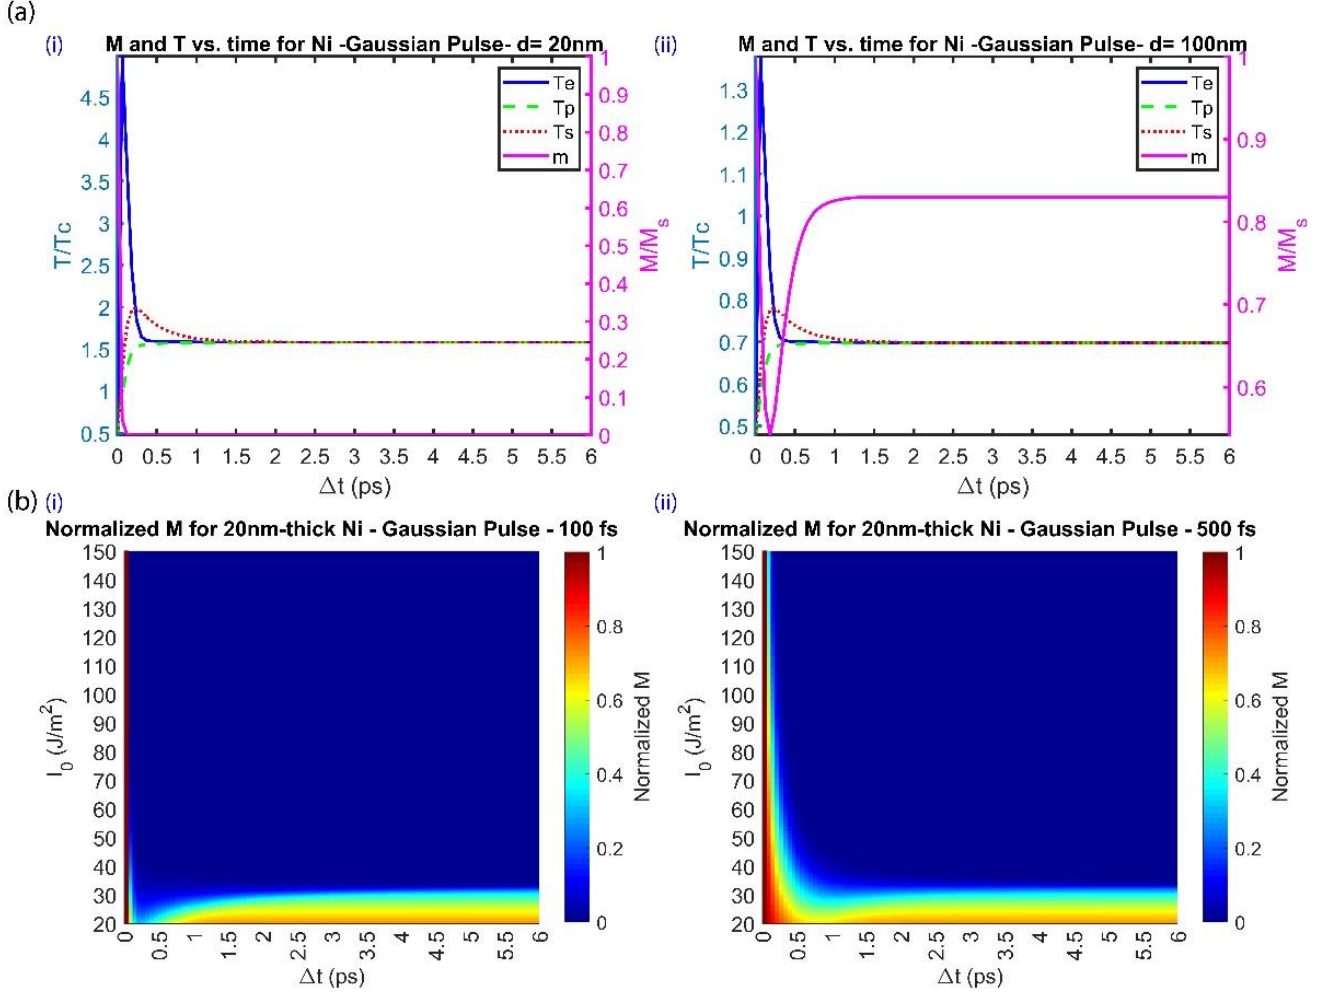 (a)
(i) M and T vs. time for Ni -Gaussian Pulse- d= 20nm
4.5
4
3.5
3
2.5
2
1.5
1
0.5
T/Tc
Te
Tp
Ts
m
1
0.9
0.8
0.7
0.6
0.5
0.4
0.3
0.2
0.1
0
M/Ms
0 0.5 1 1.5 2 2.5 3 3.5 4 4.5 5 5.5 6
Δt (ps)
(ii) M and T vs. time for Ni -Gaussian Pulse- d= 100nm
1.3
1.2
1.1
1
0.9
0.8
0.7
0.6
0.5
T/Tc
Te
Tp
Ts
m
1
0.9
0.8
0.7
0.6
M/Ms
0 0.5 1 1.5 2 2.5 3 3.5 4 4.5 5 5.5 6
Δt (ps)
(b) (i)
Normalized M for 20nm-thick Ni - Gaussian Pulse - 100 fs
150
140
130
120
110
100
90
80
70
60
50
40
30
20
I0 (J/m2)
0 0.5 1 1.5 2 2.5 3 3.5 4 4.5 5 5.5 6
Δt (ps)
1
0.8
0.6
0.4
0.2
0
Normalized M
(ii)
Normalized M for 20nm-thick Ni - Gaussian Pulse - 500 fs
150
140
130
120
110
100
90
80
70
60
50
40
30
20
I0 (J/m2)
0 0.5 1 1.5 2 2.5 3 3.5 4 4.5 5 5.5 6
Δt (ps)
1
0.8
0.6
0.4
0.2
0
Normalized M